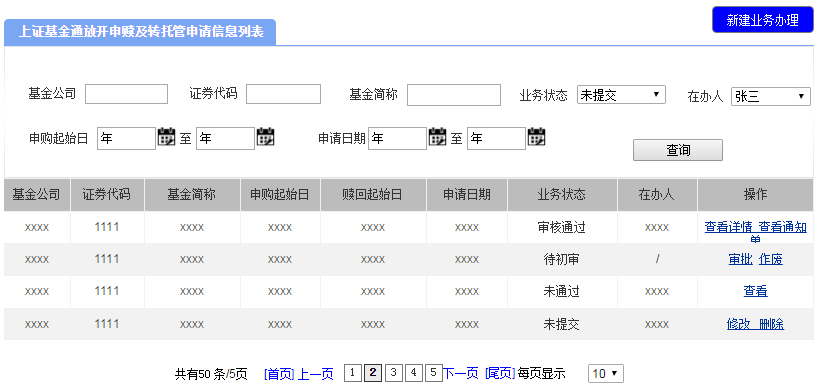 新建业务办理
上证基金通放开申赎及转托管申请信息列表
基金公司 证券代码 基金简称 业务状态 未提交 在办人 张三
申购起始日 年 至 年 申请日期 年 至 年
查询
基金公司 证券代码 基金简称 申购起始日 赎回起始日 申请日期 业务状态 在办人 操作
xxxx 1111 xxxx xxxx xxxx xxxx 审核通过 xxxx 查看详情 查看通知
单
xxxx 1111 xxxx xxxx xxxx xxxx 待初审 / 审批 作废
xxxx 1111 xxxx xxxx xxxx xxxx 未通过 xxxx 查看
xxxx 1111 xxxx xxxx xxxx xxxx 未提交 xxxx 修改 删除
共有50 条/5页 [首页] 上一页 1 2 3 4 5 下一页 [尾页] 每页显示 10